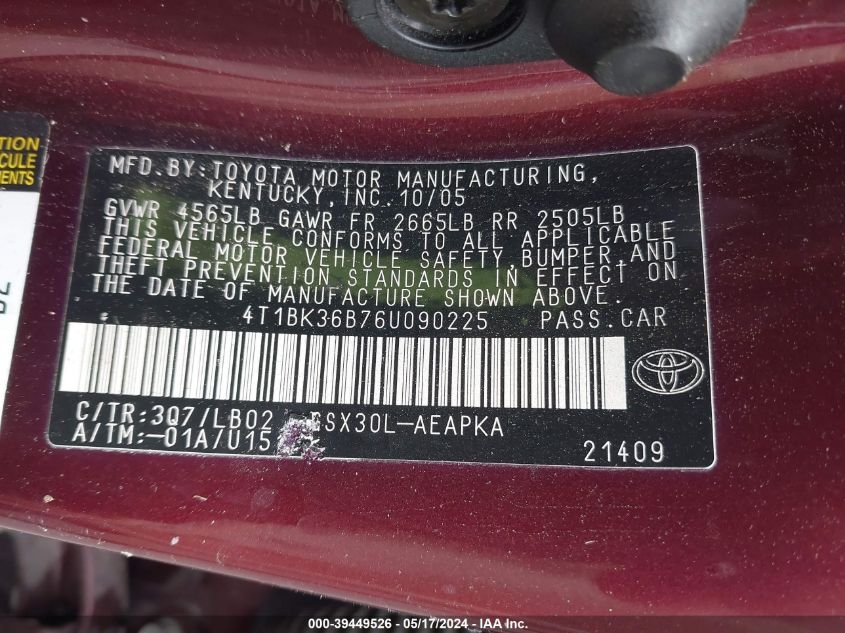 TION
ICULE
MENTS
MFD.BY:TOYOTA MOTOR MANUFACTURING,
KENTUCKY,INC.10/05
GVWR 4565LB GAWR FR 2665LB RR 2505LB
THIS VEHICLE CONFORMS TO ALL APPLICABLE
FEDERAL MOTOR VEHICLE SAFETY,BUMPER,AND
THEFT PREVENTION STANDARDS IN EFFECT ON
THE DATE OF MANUFACTURE SHOWN ABOVE.
4T1BK36B76U090225 PASS.CAR
C/TR:3Q7/LB02 SX30L-AEAPKA
A/TM:-01A/U15
21409
000-39449526 - 05/17/2024 - IAA Inc.